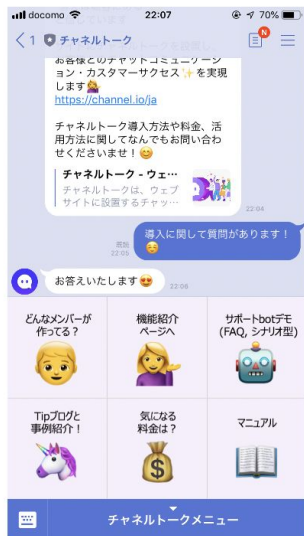 docomo 22:07 70%
1 チャネルトーク N
お客様とのチャットコミュニケーシ
ョン・カスタマーサクセス✨を実現
します🙇‍♀️
https://channel.io/ja
チャネルトーク導入方法や料金、活
用方法に関してなんでもお問い合わ
せくださいませ！😊
チャネルトーク - ウェ…
チャネルトークは、ウェブ
サイトに設置するチャッ…
22:04
導入に関して質問があります！
☺️
既読
22:05
お答えいたします😍
22:06
どんなメンバーが
作ってる？
機能紹介
ページへ
サポートbotデモ
(FAQ, シナリオ型)
Tipブログと
事例紹介！
気になる
料金は？
マニュアル
チャネルトークメニュー